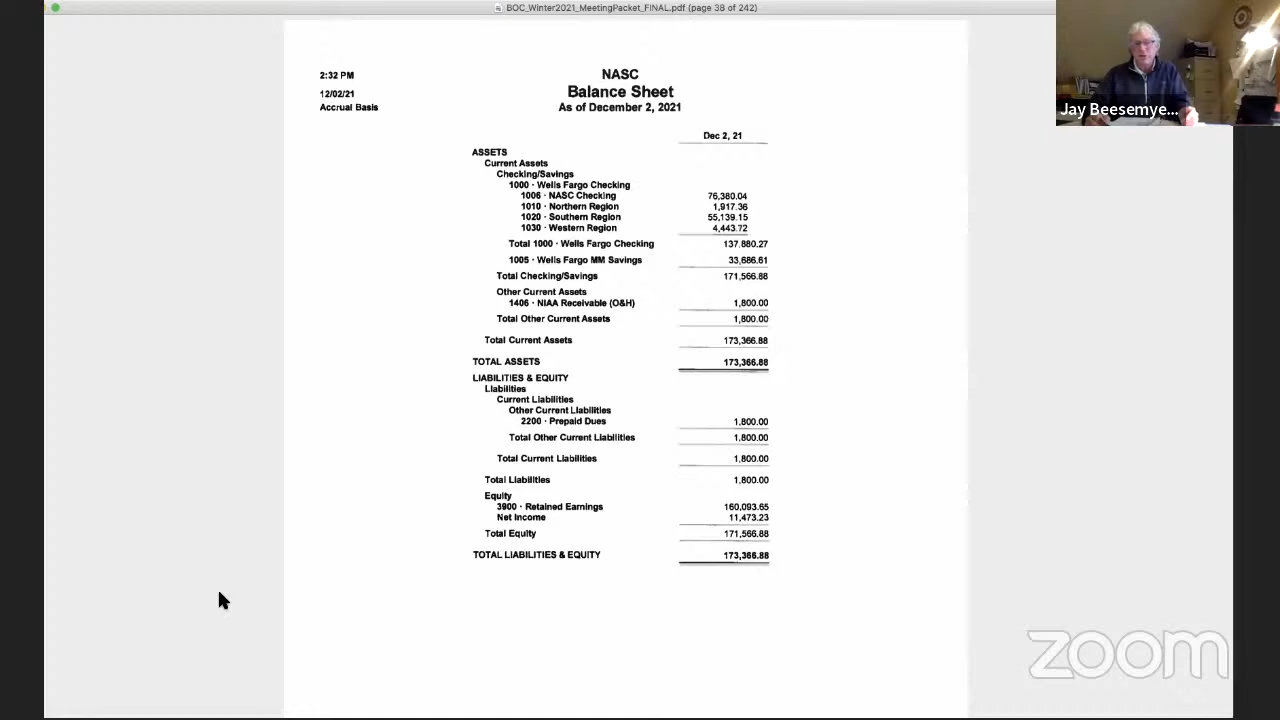 BOC_Winter2021_MeetingPacket_FINAL.pdf (page 38 of 242)
Jay Beesemye...
2:32 PM
12/02/21
Accrual Basis
NASC
Balance Sheet
As of December 2, 2021
Dec 2, 21
ASSETS
Current Assets
Checking/Savings
1000 · Wells Fargo Checking
1006 · NASC Checking 76,380.04
1010 · Northern Region 1,917.36
1020 · Southern Region 55,139.15
1030 · Western Region 4,443.72
Total 1000 · Wells Fargo Checking 137,880.27
1005 · Wells Fargo MM Savings 33,686.61
Total Checking/Savings 171,566.88
Other Current Assets
1406 · NIAA Receivable (O&H) 1,800.00
Total Other Current Assets 1,800.00
Total Current Assets 173,366.88
TOTAL ASSETS 173,366.88
LIABILITIES & EQUITY
Liabilities
Current Liabilities
Other Current Liabilities
2200 · Prepaid Dues 1,800.00
Total Other Current Liabilities 1,800.00
Total Current Liabilities 1,800.00
Total Liabilities 1,800.00
Equity
3900 · Retained Earnings 160,093.65
Net Income 11,473.23
Total Equity 171,566.88
TOTAL LIABILITIES & EQUITY 173,366.88
zoom